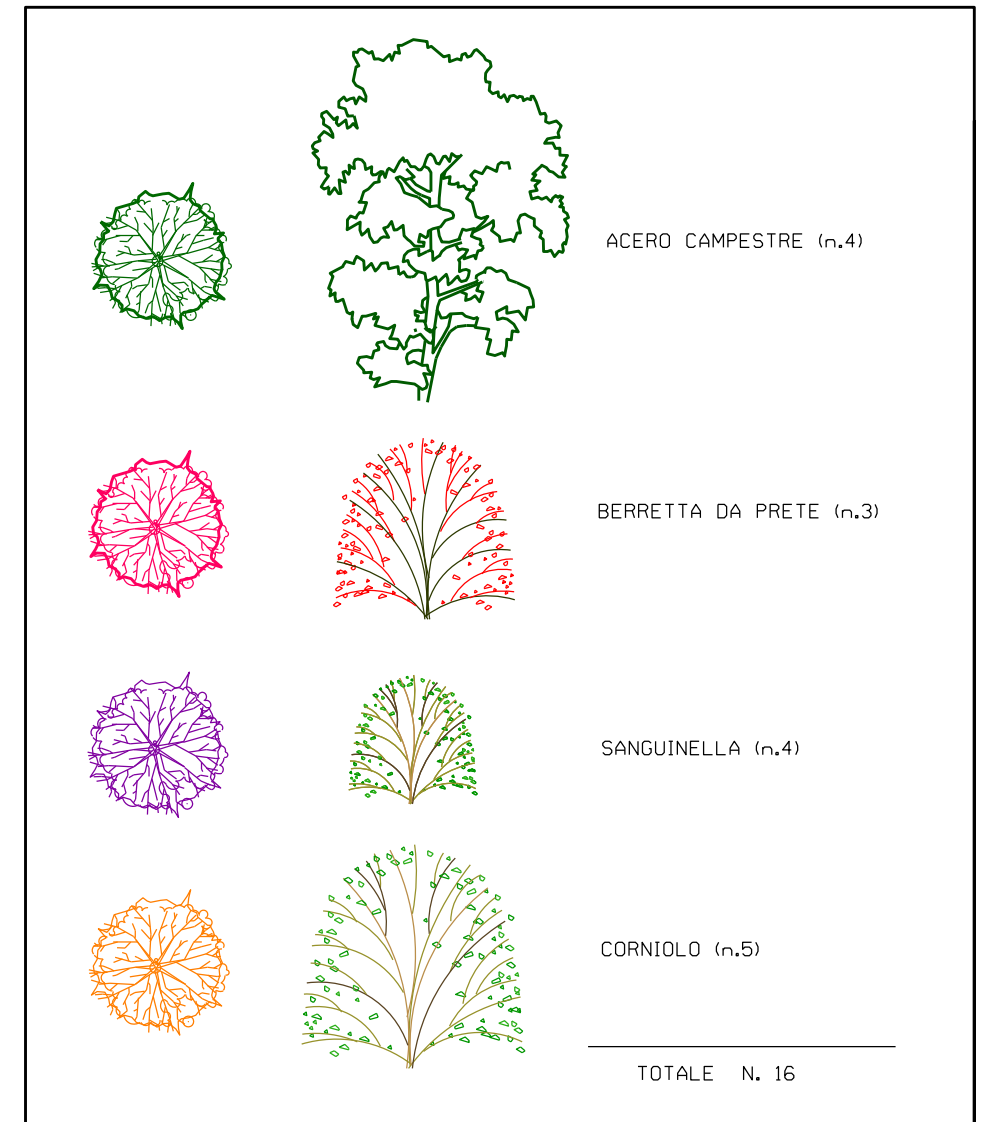 ACERO CAMPESTRE (n.4)
BERRETTA DA PRETE (n.3)
SANGUINELLA (n.4)
CORNIOLO (n.5)
TOTALE N. 16